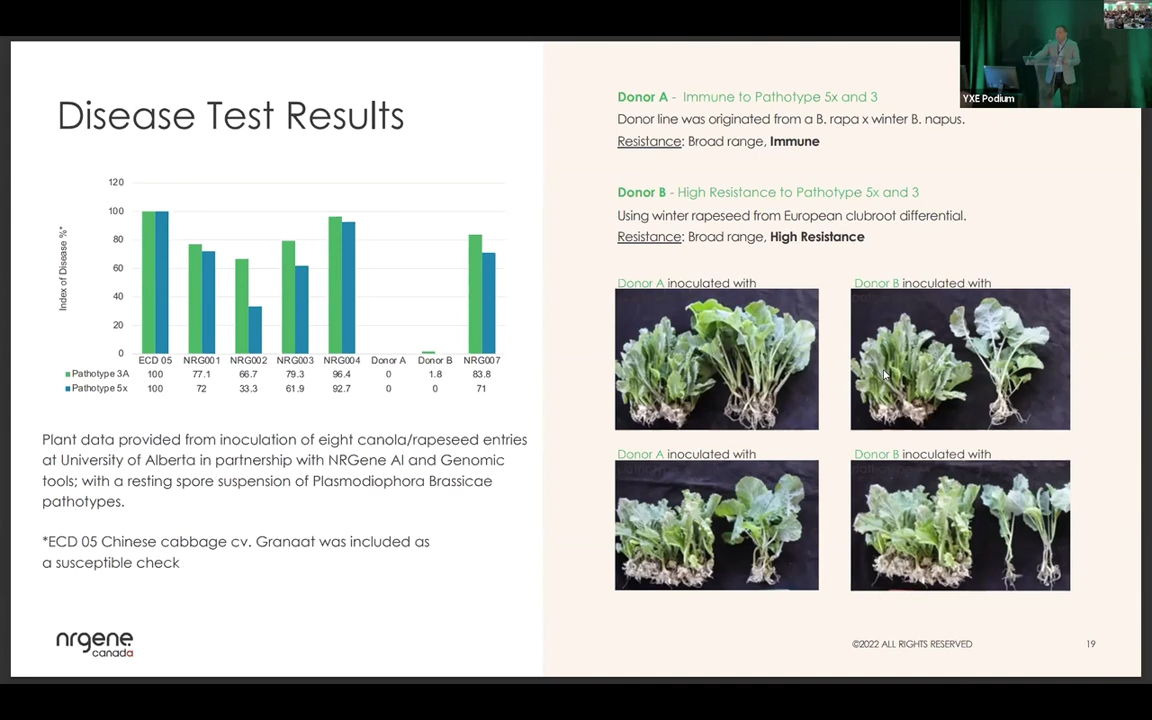 YXE Podium
Disease Test Results
Index of Disease %*
120
100
80
60
40
20
0
ECD 05 NRG001 NRG002 NRG003 NRG004 Donor A Donor B NRG007
Pathotype 3A 100 77.1 66.7 79.3 96.4 0 1.8 83.8
Pathotype 5x 100 72 33.3 61.9 92.7 0 0 71
Plant data provided from inoculation of eight canola/rapeseed entries
at University of Alberta in partnership with NRGene AI and Genomic
tools; with a resting spore suspension of Plasmodiophora Brassicae
pathotypes.
*ECD 05 Chinese cabbage cv. Granaat was included as
a susceptible check
nrgene
canada
Donor A - Immune to Pathotype 5x and 3
Donor line was originated from a B. rapa x winter B. napus.
Resistance: Broad range, Immune
Donor B - High Resistance to Pathotype 5x and 3
Using winter rapeseed from European clubroot differential.
Resistance: Broad range, High Resistance
Donor A inoculated with
Donor B inoculated with
Donor A inoculated with
Donor B inoculated with
©2022 ALL RIGHTS RESERVED
19